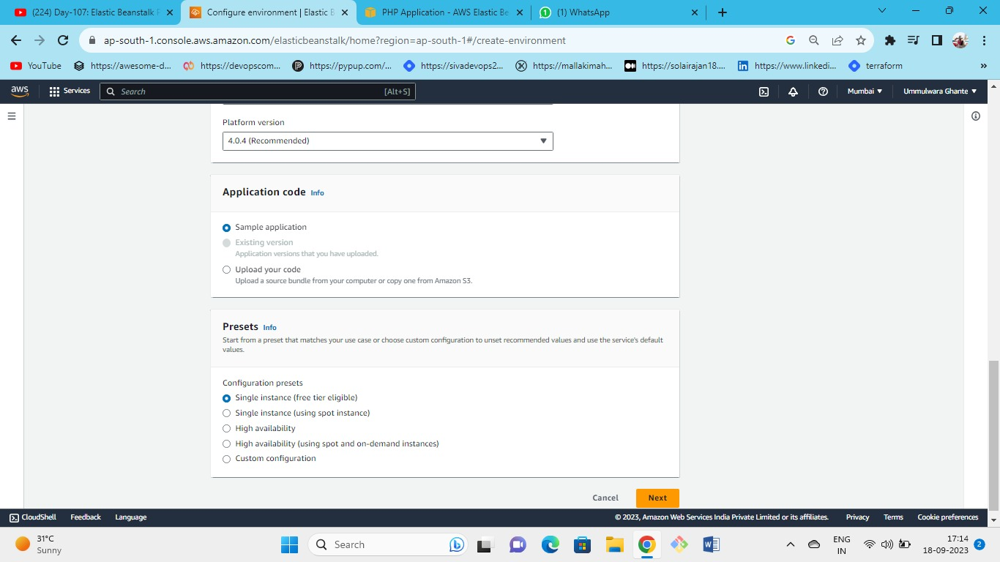 (224) Day-107: Elastic Beanstalk F
Configure environment | Elastic B
PHP Application - AWS Elastic Be
1
(1) WhatsApp
ap-south-1.console.aws.amazon.com/elasticbeanstalk/home?region=ap-south-1#/create-environment
YouTube
https://awesome-d...
https://devopscom...
https://pypup.com/...
https://sivadevops2...
https://mallakimah...
https://solairajan18....
https://www.linkedi...
terraform
»
aws
Services
Search
[Alt+S]
Mumbai
Ummulwara Ghante
Platform version
4.0.4 (Recommended)
Application code Info
Sample application
Existing version
Application versions that you have uploaded.
Upload your code
Upload a source bundle from your computer or copy one from Amazon S3.
Presets Info
Start from a preset that matches your use case or choose custom configuration to unset recommended values and use the service's default
values.
Configuration presets
Single instance (free tier eligible)
Single instance (using spot instance)
High availability
High availability (using spot and on-demand instances)
Custom configuration
Cancel
Next
CloudShell
Feedback
Language
© 2023, Amazon Web Services India Private Limited or its affiliates.
Privacy
Terms
Cookie preferences
31°C
Sunny
Search
ENG
IN
17:14
18-09-2023
2